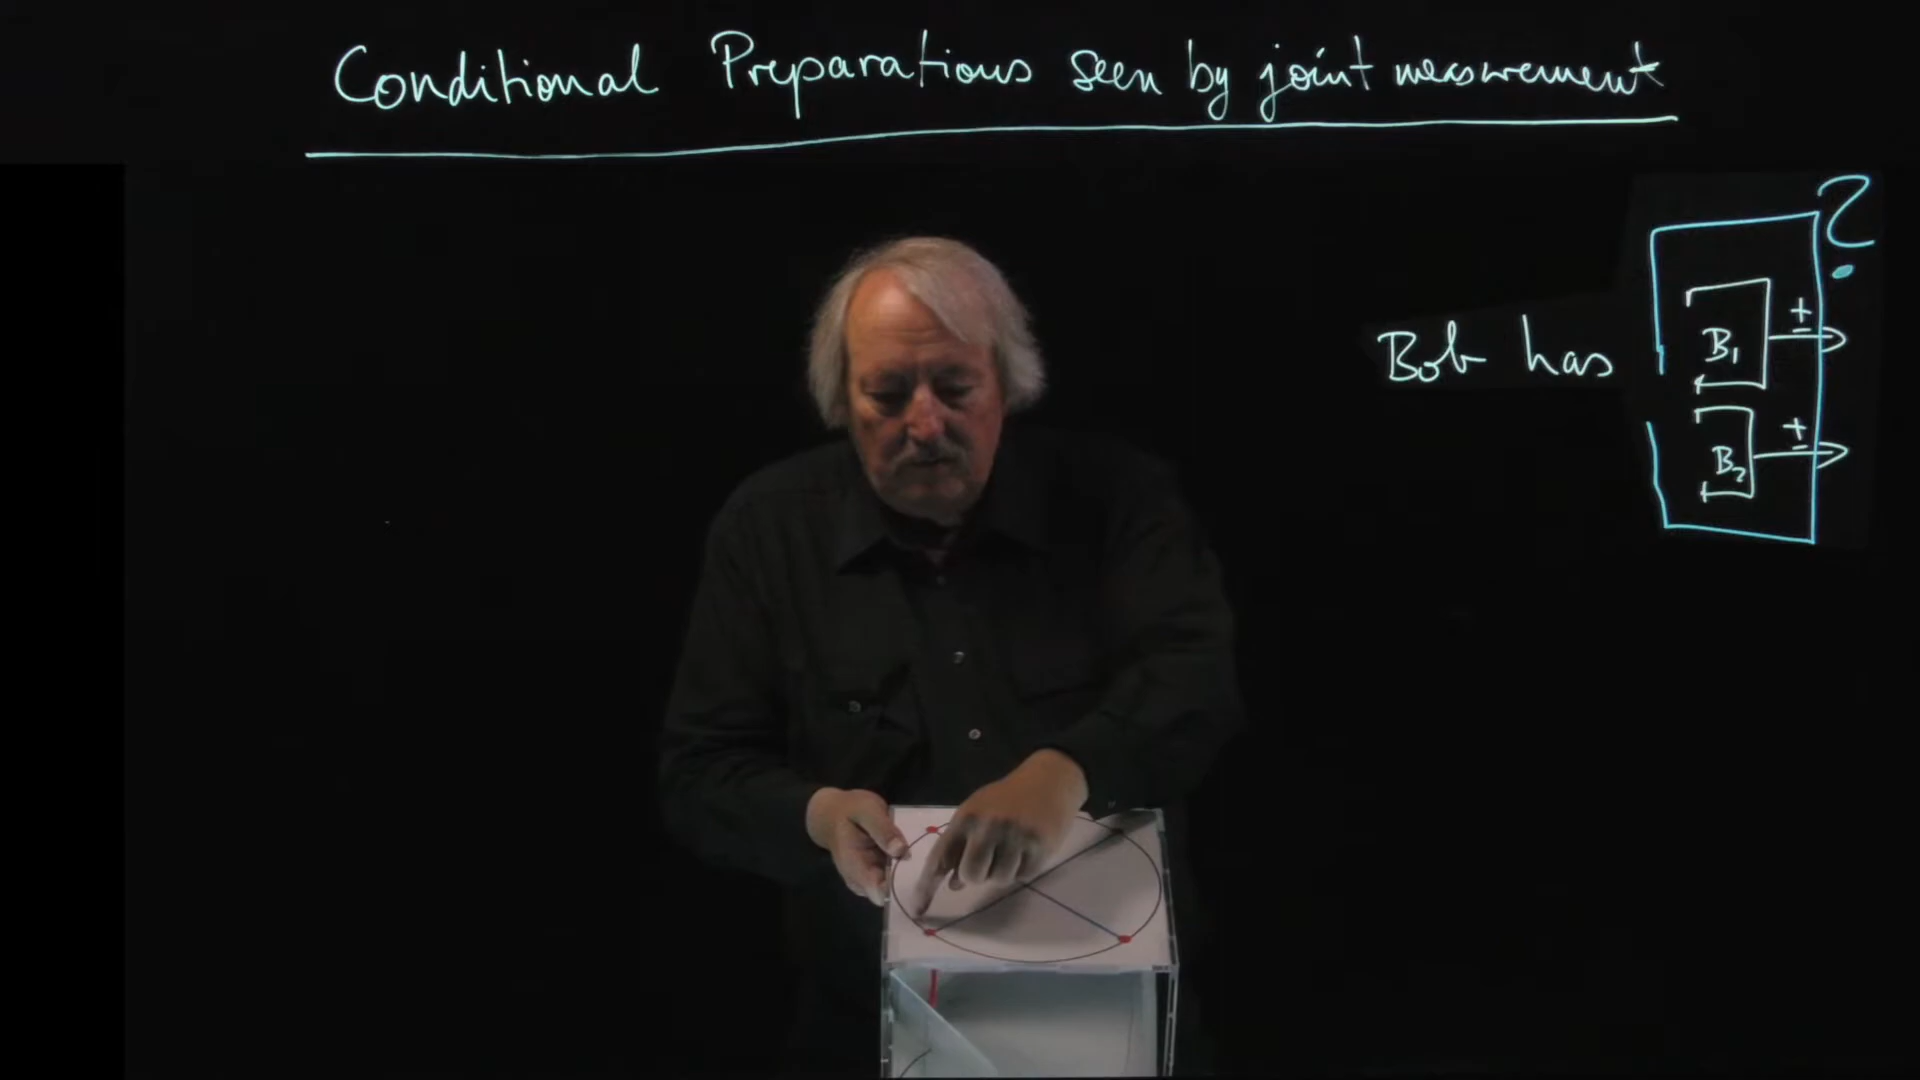 Conditional Preparations seen by joint measurement
?
Bob has
B₁ ±
B₂ ±